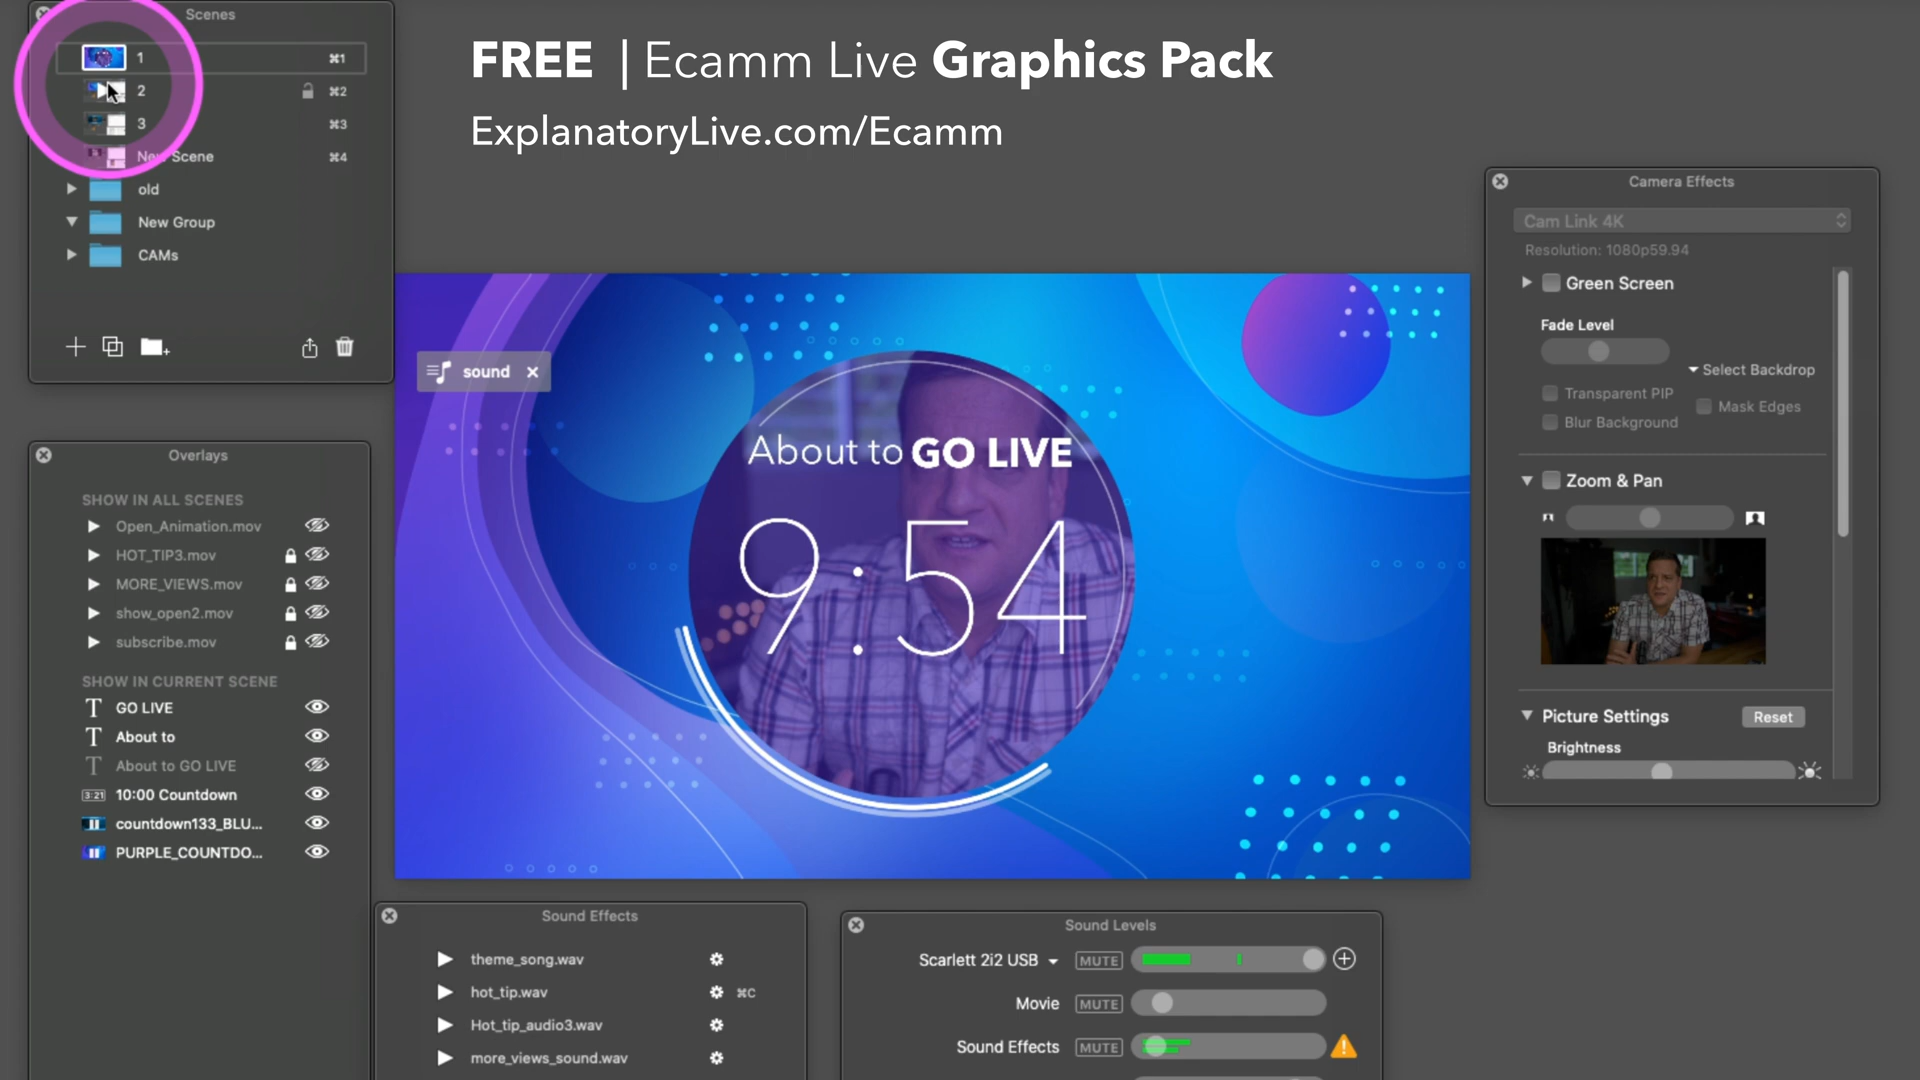 Scenes
1 ⌘1
2 ⌘2
3 ⌘3
New Scene ⌘4
old
New Group
CAMs
FREE | Ecamm Live Graphics Pack
ExplanatoryLive.com/Ecamm
Overlays
SHOW IN ALL SCENES
Open_Animation.mov
HOT_TIP3.mov
MORE_VIEWS.mov
show_open2.mov
subscribe.mov
SHOW IN CURRENT SCENE
T GO LIVE
T About to
T About to GO LIVE
3:21 10:00 Countdown
countdown133_BLU...
PURPLE_COUNTDO...
sound
About to GO LIVE
9:54
Camera Effects
Cam Link 4K
Resolution: 1080p59.94
Green Screen
Fade Level
Select Backdrop
Transparent PIP
Mask Edges
Blur Background
Zoom & Pan
Picture Settings Reset
Brightness
Sound Effects
theme_song.wav
hot_tip.wav ⌘C
Hot_tip_audio3.wav
more_views_sound.wav
Sound Levels
Scarlett 2i2 USB MUTE
Movie MUTE
Sound Effects MUTE